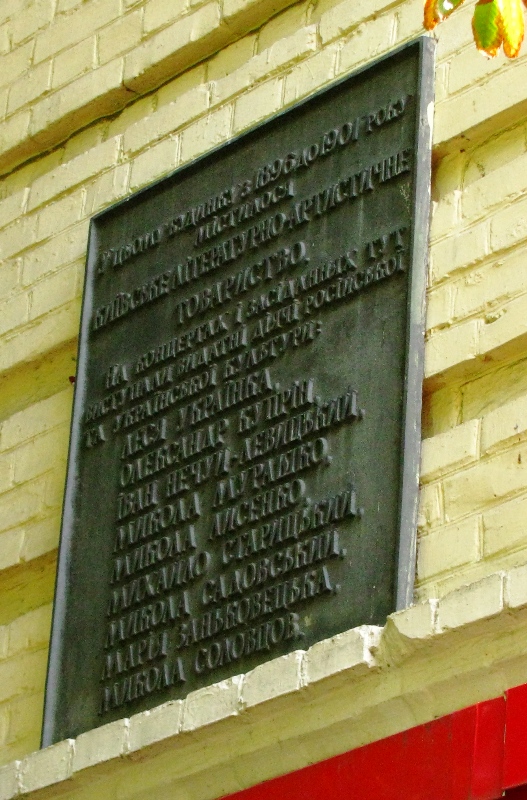 У цьому будинку з 1896 до 1901 року
містилося
Київське літературно-артистичне
товариство.
На концертах і засіданнях тут
виступали видатні діячі російської
та української культури:
Леся Українка,
Олександр Купрін,
Іван Нечуй-Левицький,
Микола Мурашко,
Микола Лисенко,
Михайло Старицький,
Микола Садовський,
Марія Заньковецька,
Микола Соловцов.